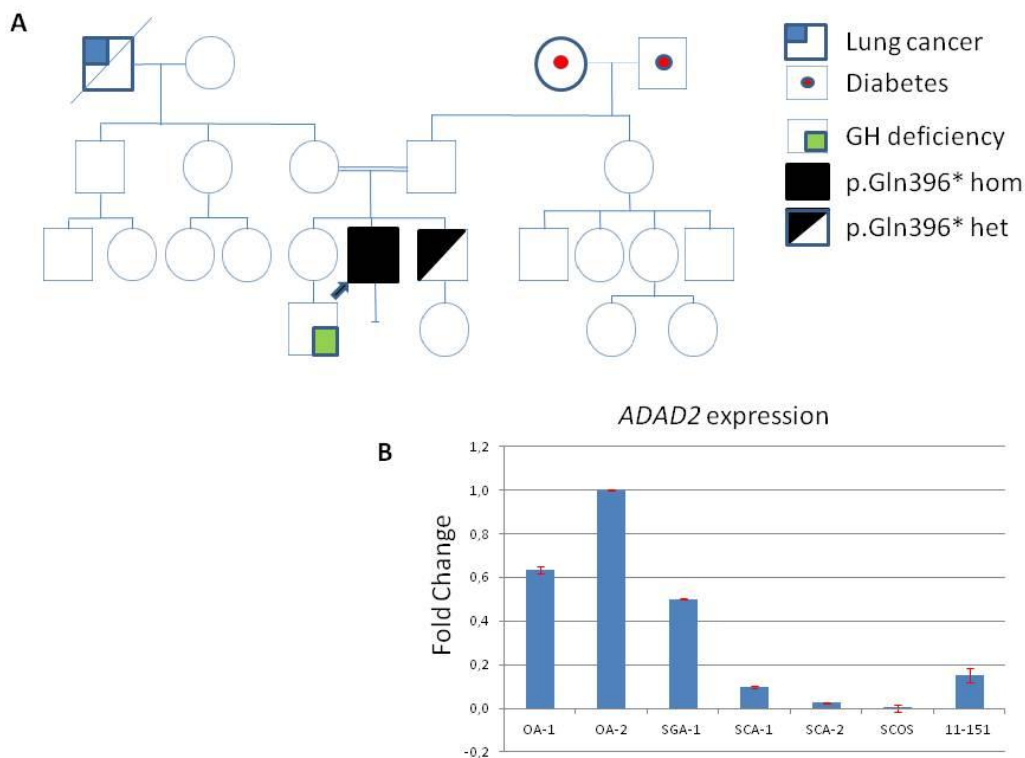 A
Lung cancer
Diabetes
GH deficiency
p.Gln396* hom
p.Gln396* het
B
ADAD2 expression
Fold Change
1,2
1,0
0,8
0,6
0,4
0,2
0,0
-0,2
OA-1 OA-2 SGA-1 SCA-1 SCA-2 SCOS 11-151